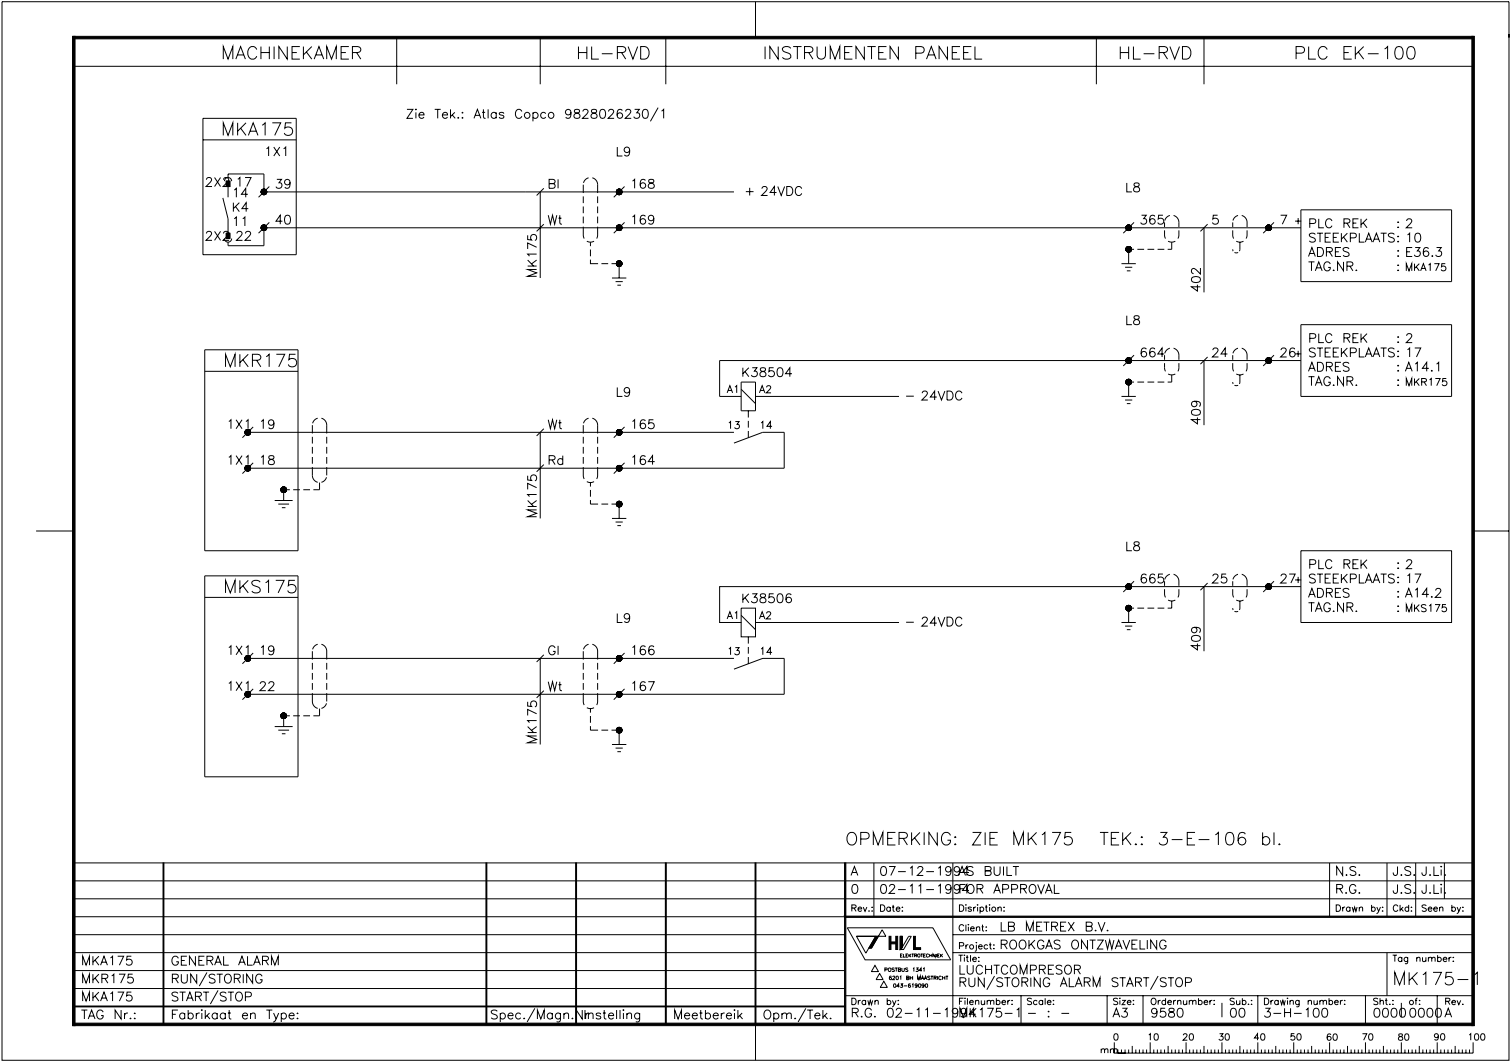 MACHINEKAMER HL-RVD INSTRUMENTEN PANEEL HL-RVD PLC EK-100
Zie Tek.: Atlas Copco 9828026230/1
MKA175
1X1
L9
2X2 17 39 Bl 168 + 24VDC
14
K4
L8
11 40 Wt 169 365 5 7 +
2X2 22
MK175
402
PLC REK : 2
STEEKPLAATS: 10
ADRES : E36.3
TAG.NR. : MKA175
MKR175
L8
664 24 26+
409
PLC REK : 2
STEEKPLAATS: 17
ADRES : A14.1
TAG.NR. : MKR175
K38504
A1 A2 - 24VDC
L9
1X1 19 Wt 165 13 14
1X1 18 Rd 164
MK175
MKS175
L8
665 25 27+
409
PLC REK : 2
STEEKPLAATS: 17
ADRES : A14.2
TAG.NR. : MKS175
K38506
A1 A2 - 24VDC
L9
1X1 19 Gl 166 13 14
1X1 22 Wt 167
MK175
OPMERKING: ZIE MK175 TEK.: 3-E-106 bl.
A 07-12-1994 AS BUILT N.S. J.S. J.Li.
0 02-11-1994 FOR APPROVAL R.G. J.S. J.Li.
Rev.: Date: Disription: Drawn by: Ckd: Seen by:
HVL
ELEKTROTECHNIEK
POSTBUS 1341
6201 BH MAASTRICHT
043-619090
Client: LB METREX B.V.
Project: ROOKGAS ONTZWAVELING
Title:
LUCHTCOMPRESOR
RUN/STORING ALARM START/STOP
Tag number:
MK175-1
MKA175 GENERAL ALARM
MKR175 RUN/STORING
MKA175 START/STOP
TAG Nr.: Fabrikaat en Type: Spec./Magn.Nr. Instelling Meetbereik Opm./Tek.
Drawn by: Filenumber: Scale: Size: Ordernumber: Sub.: Drawing number: Sht.: of: Rev.
R.G. 02-11-1994 MK175-1 - : - A3 9580 00 3-H-100 0000 0000 A
0 10 20 30 40 50 60 70 80 90 100
mm